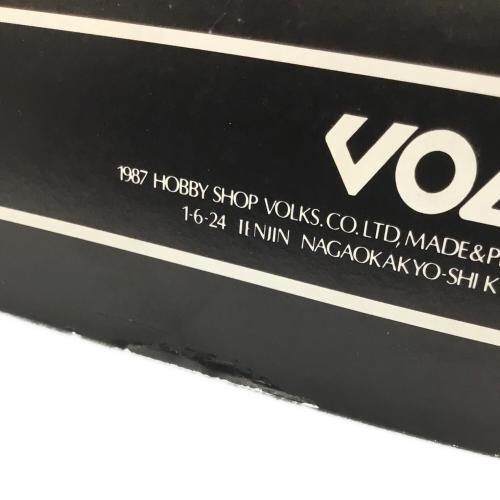 VOL
1987 HOBBY SHOP VOLKS. CO. LTD, MADE&P
1-6-24 TENJIN NAGAOKAKYO-SHI K